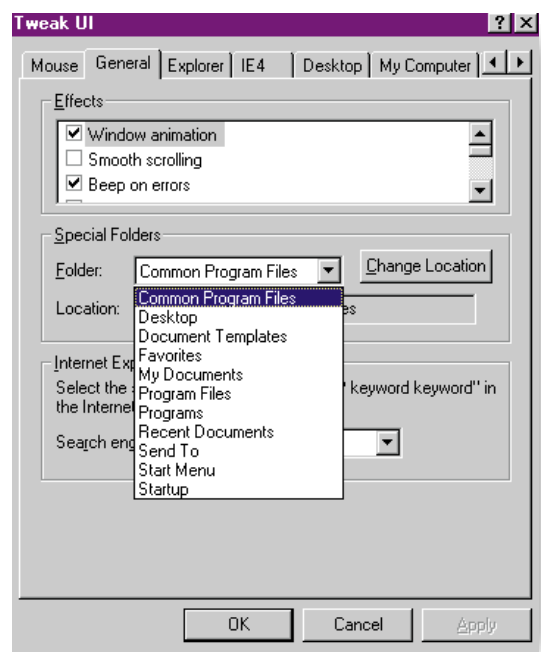 Tweak UI
Mouse General Explorer IE4 Desktop My Computer
Effects
Window animation
Smooth scrolling
Beep on errors
Special Folders
Folder: Common Program Files Change Location
Location: es
Common Program Files
Desktop
Document Templates
Favorites
My Documents
Program Files
Programs
Recent Documents
Send To
Start Menu
Startup
Internet Exp
Select the keyword keyword" in
the Internet
Search eng
OK Cancel Apply